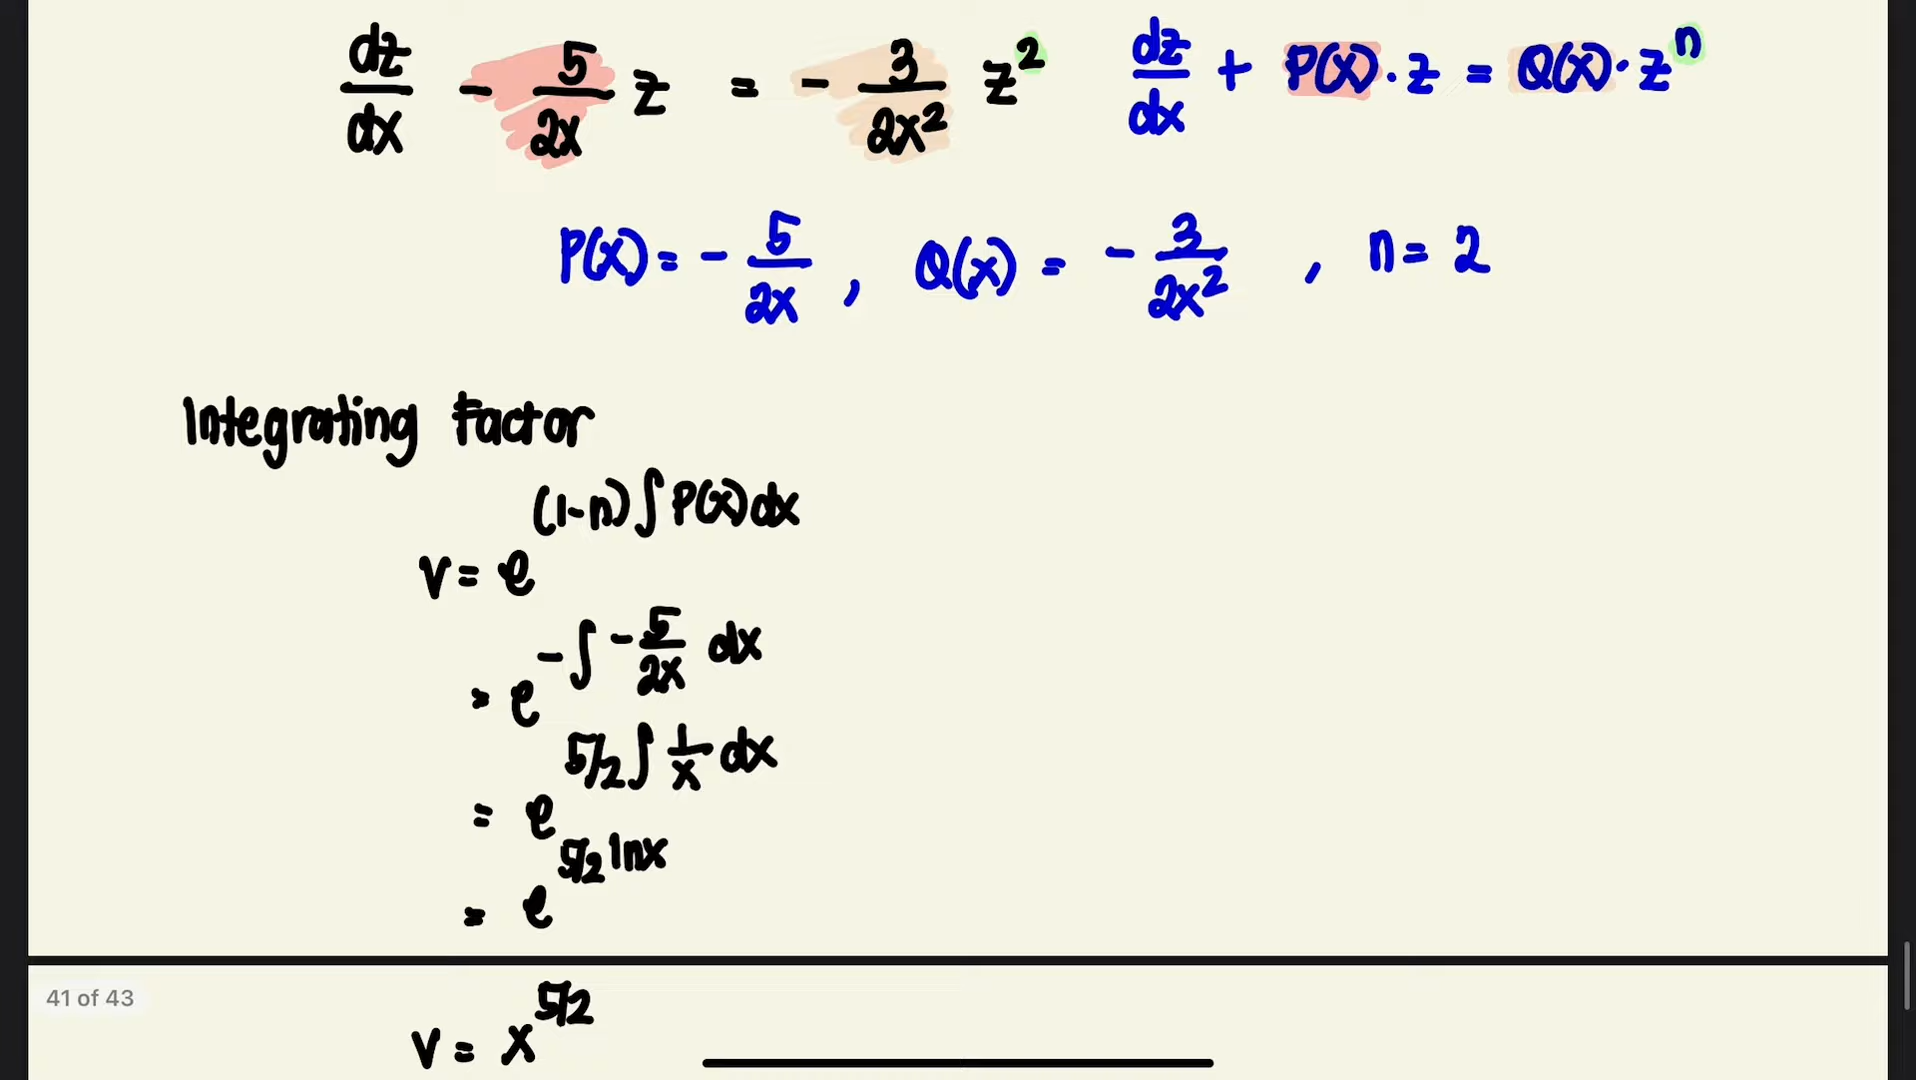 dz/dx - 5/2x z = - 3/2x² z² dz/dx + P(x)·z = Q(x)·zⁿ
P(x) = - 5/2x , Q(x) = - 3/2x² , n = 2
Integrating Factor
v = e^((1-n)∫P(x)dx)
= e^(-∫-5/2x dx)
= e^(5/2∫1/x dx)
= e^(5/2 lnx)
41 of 43
v = x^(5/2)